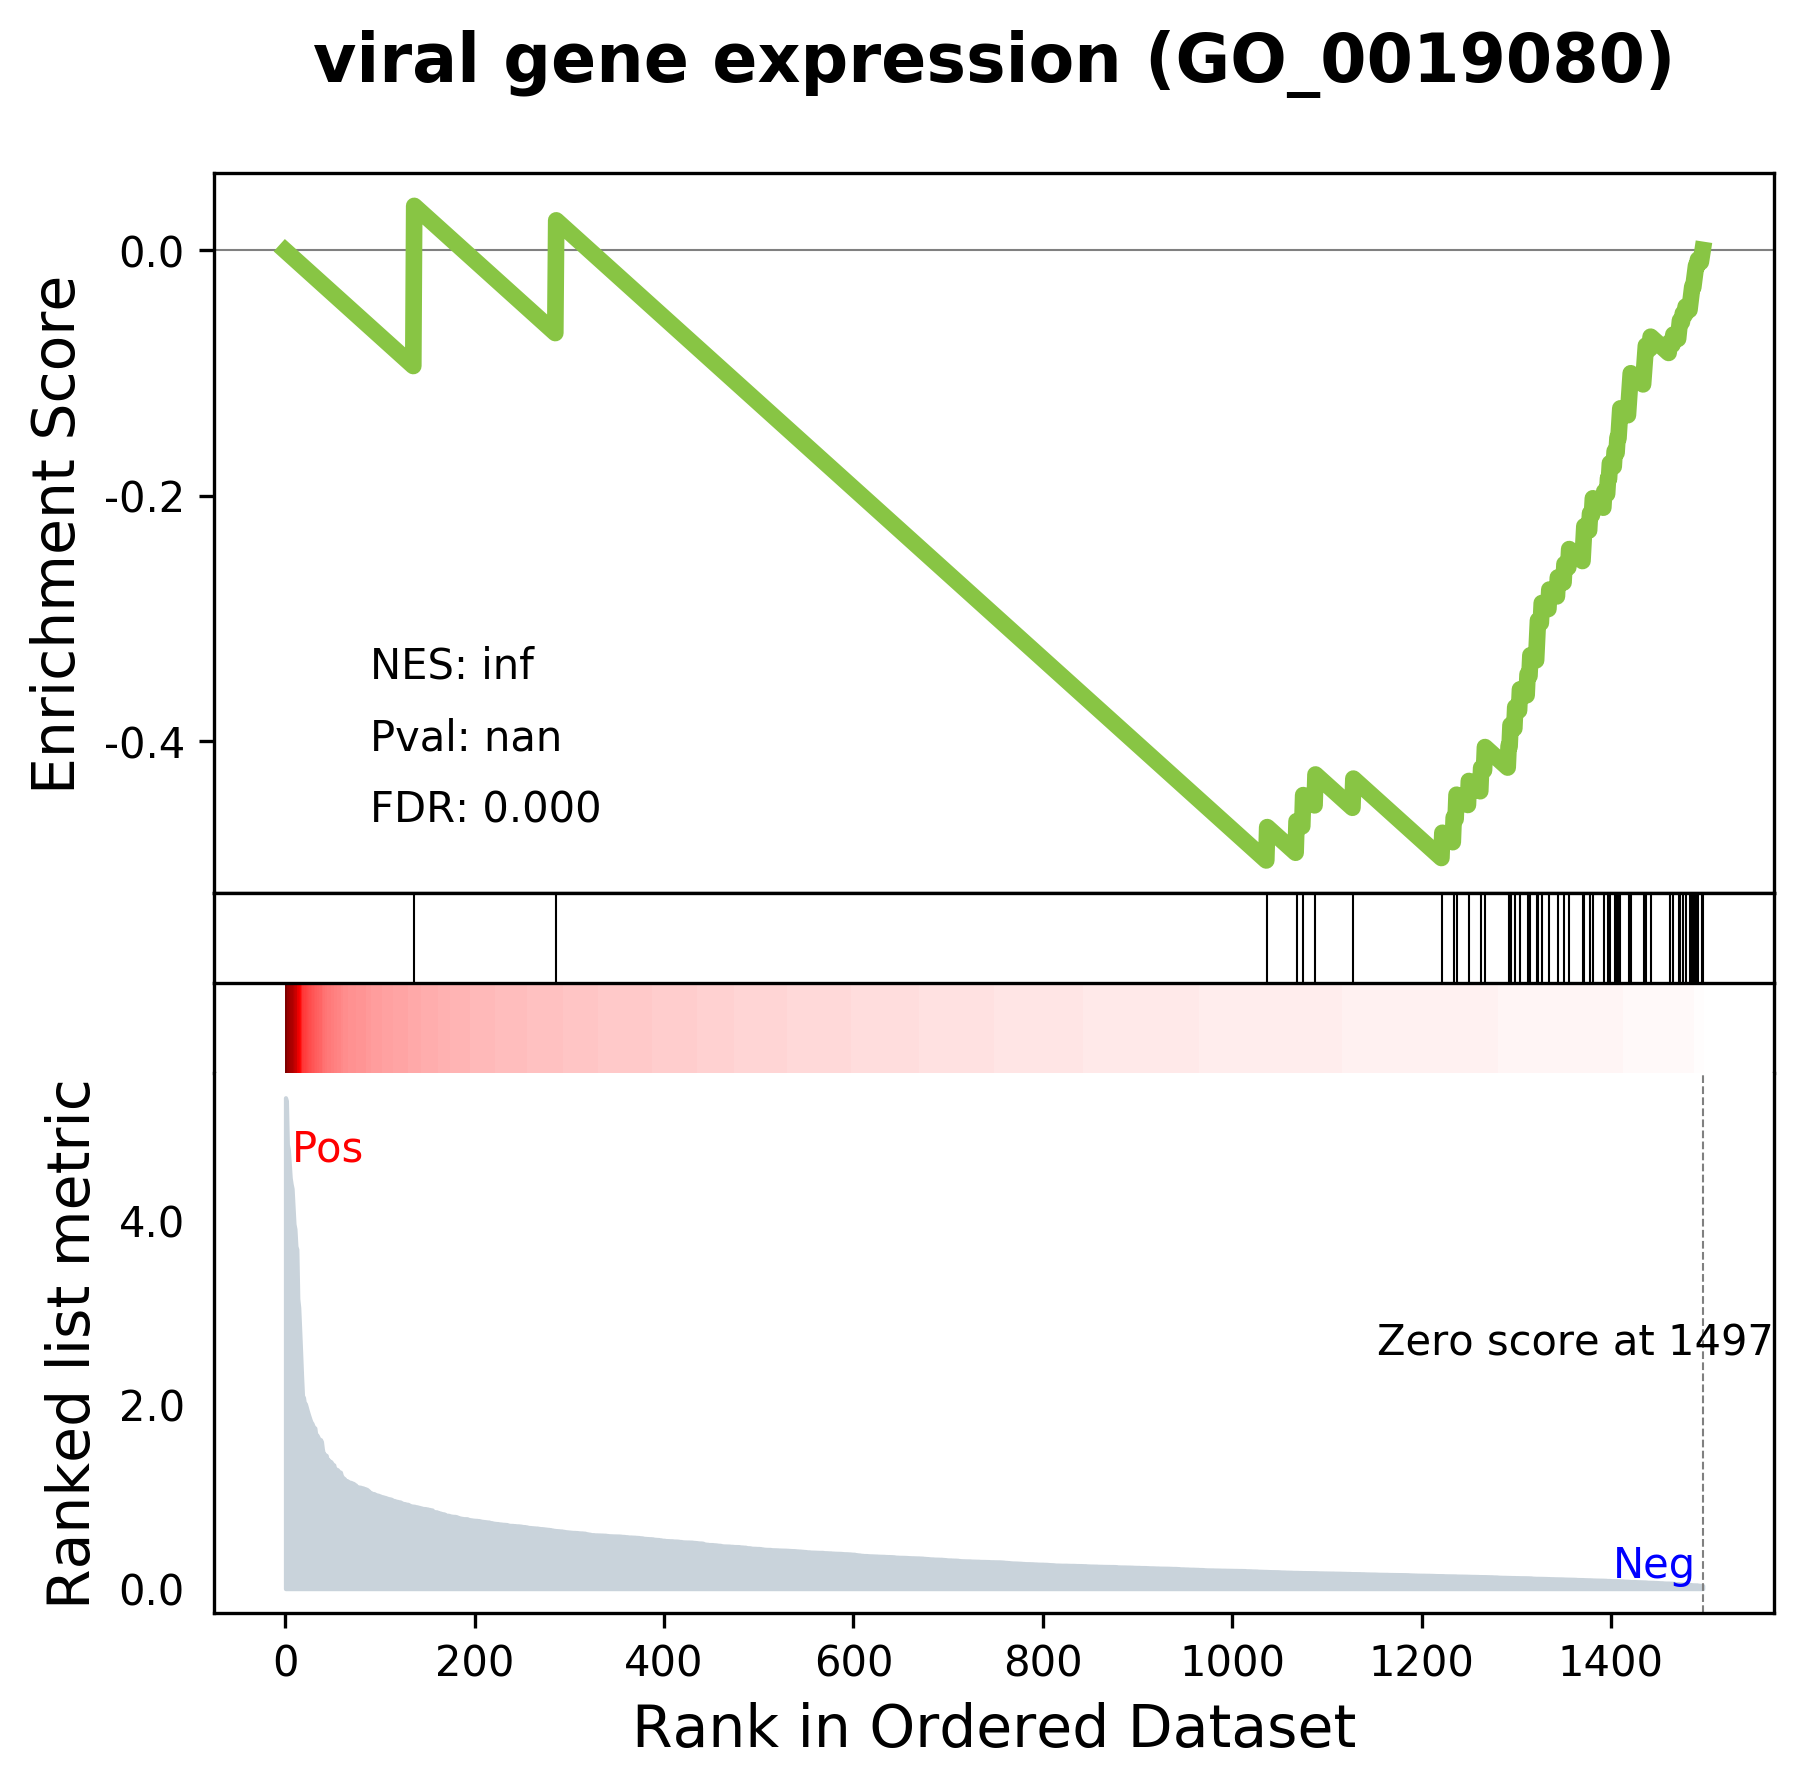 viral gene expression (GO_0019080)
Enrichment Score
0.0
-0.2
-0.4
NES: inf
Pval: nan
FDR: 0.000
Ranked list metric
Pos
4.0
Zero score at 1497
2.0
Neg
0.0
0 200 400 600 800 1000 1200 1400
Rank in Ordered Dataset